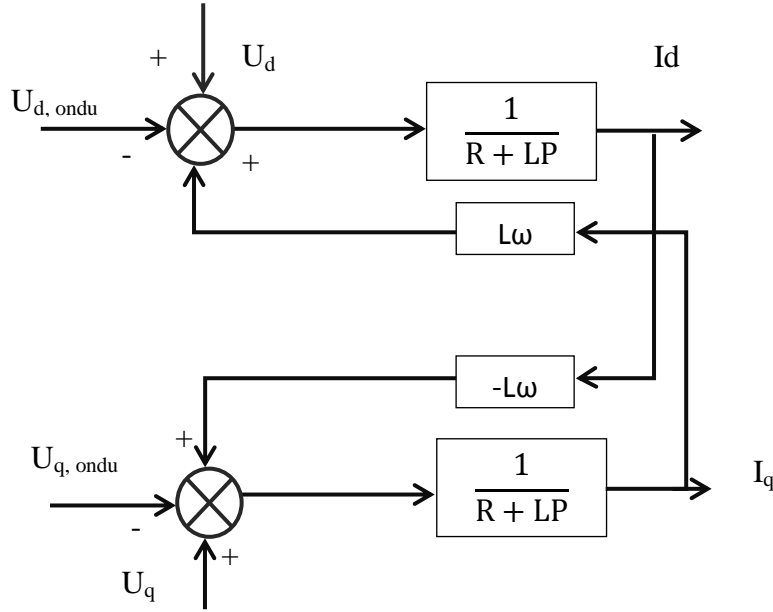 +
U_d
Id
U_d, ondu
-
+
1
R + LP
Lω
-Lω
+
U_q, ondu
1
R + LP
I_q
-
+
U_q